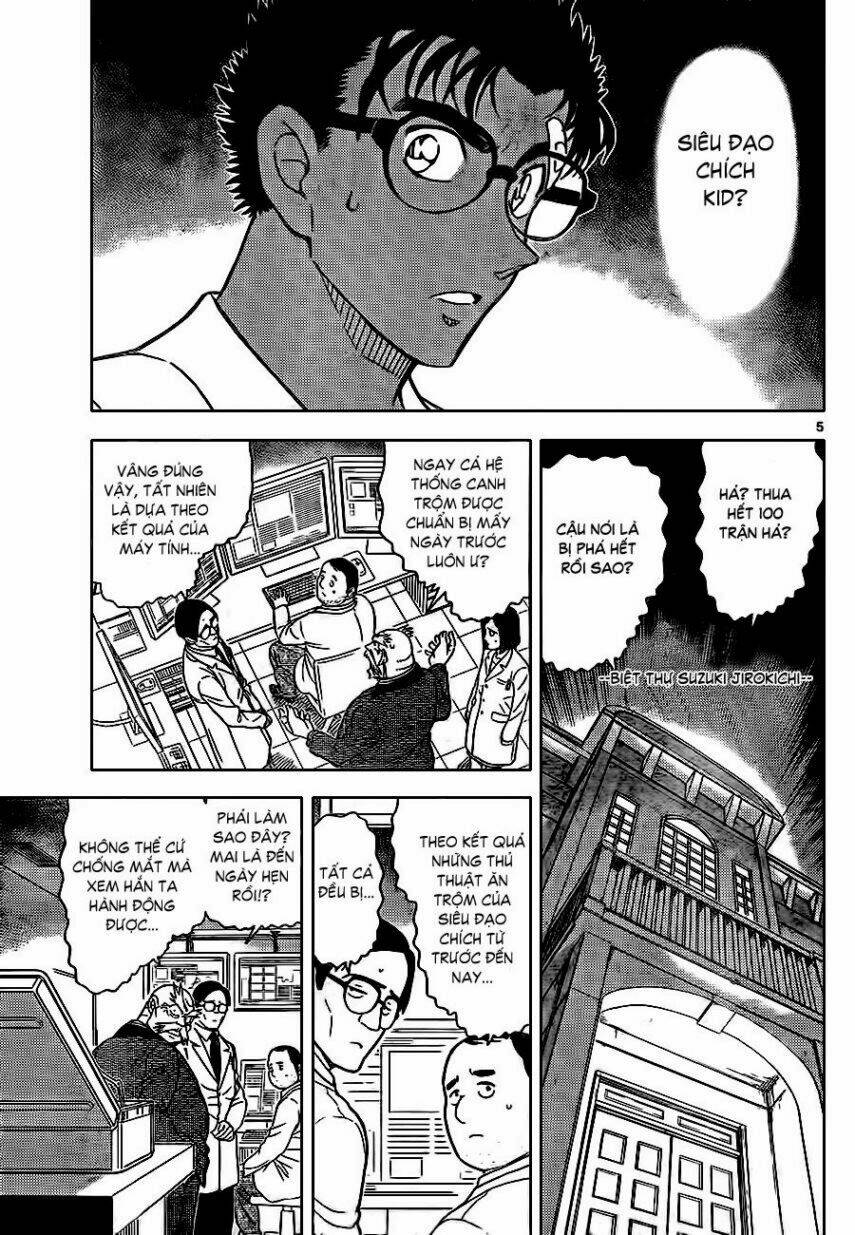 SIÊU ĐẠO
CHÍCH
KID?
5
HẢ? THUA
HẾT 100
TRẬN HẢ?
CẬU NÓI LÀ
BỊ PHÁ HẾT
RỒI SAO?
--BIỆT THỰ SUZUKI JIROKICHI--
NGAY CẢ HỆ
THỐNG CANH
TRỘM ĐƯỢC
CHUẨN BỊ MẤY
NGÀY TRƯỚC
LUÔN Ư?
VÂNG ĐÚNG
VẬY, TẤT NHIÊN
LÀ DỰA THEO
KẾT QUẢ CỦA
MÁY TÍNH...
THEO KẾT QUẢ
NHỮNG THỦ
THUẬT ĂN
TRỘM CỦA
SIÊU ĐẠO
CHÍCH TỪ
TRƯỚC ĐẾN
NAY...
TẤT CẢ
ĐỀU BỊ...
PHẢI LÀM
SAO ĐÂY?
MAI LÀ ĐẾN
NGÀY HẸN
RỒI!?
KHÔNG THỂ CỨ
CHỐNG MẮT MÀ
XEM HẮN TA
HÀNH ĐỘNG
ĐƯỢC...